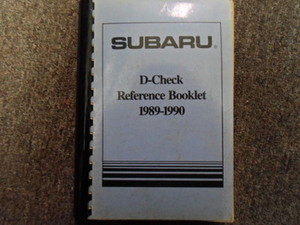 SUBARU®
D-Check
Reference Booklet
1989-1990